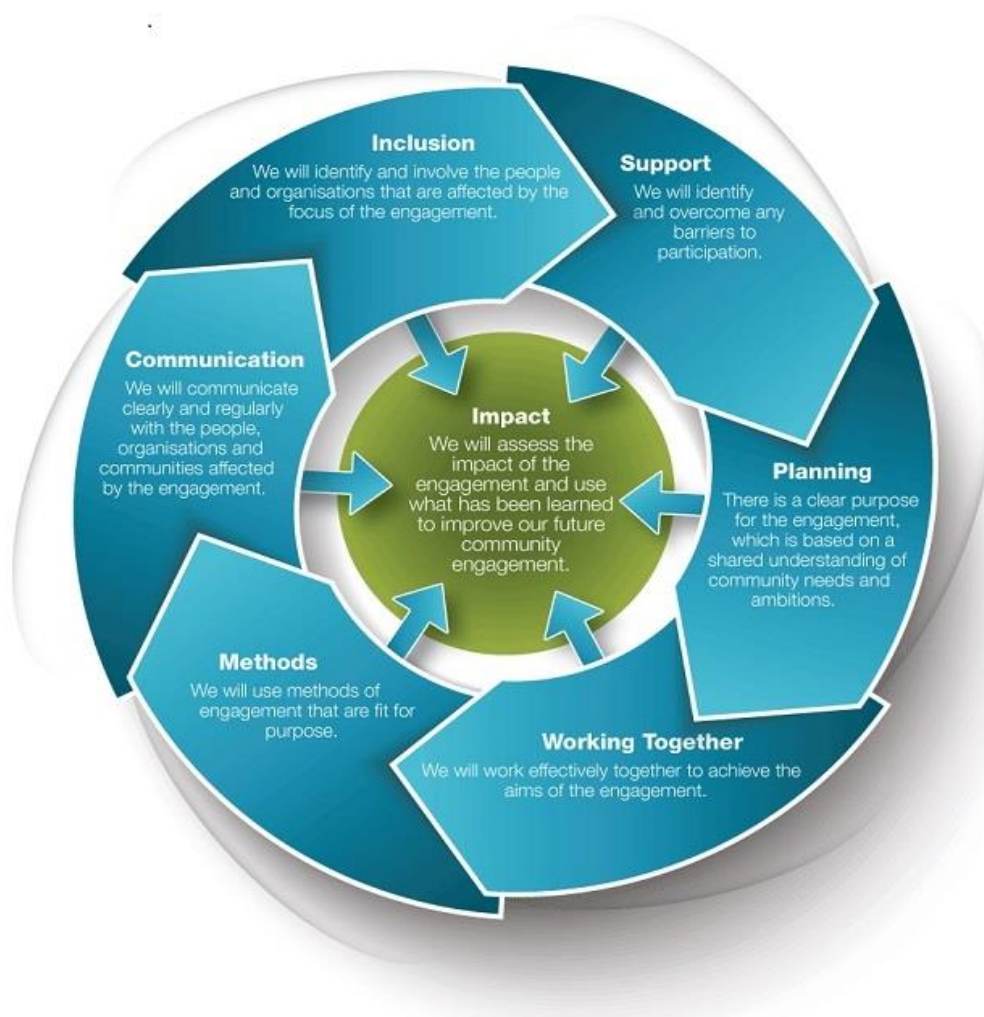 Inclusion
We will identify and involve the people
and organisations that are affected by the
focus of the engagement.
Support
We will identify
and overcome any
barriers to
participation.
Planning
There is a clear purpose
for the engagement,
which is based on a
shared understanding of
community needs and
ambitions.
Working Together
We will work effectively together to achieve the
aims of the engagement.
Methods
We will use methods of
engagement that are fit for
purpose.
Communication
We will communicate
clearly and regularly
with the people,
organisations and
communities affected
by the engagement.
Impact
We will assess the
impact of the
engagement and use
what has been learned
to improve our future
community
engagement.